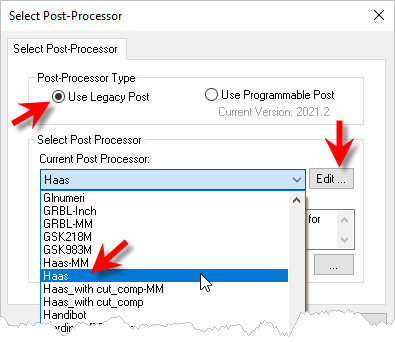 Select Post-Processor
Select Post-Processor
Post-Processor Type
Use Legacy Post
Use Programmable Post
Current Version: 2021.2
Select Post Processor
Current Post Processor:
Haas
Edit ...
GInumeri
GRBL-Inch
GRBL-MM
for
GSK218M
GSK983M
Haas-MM
...
Haas
Haas_with cut_comp-MM
Haas_with cut_comp
Handibot